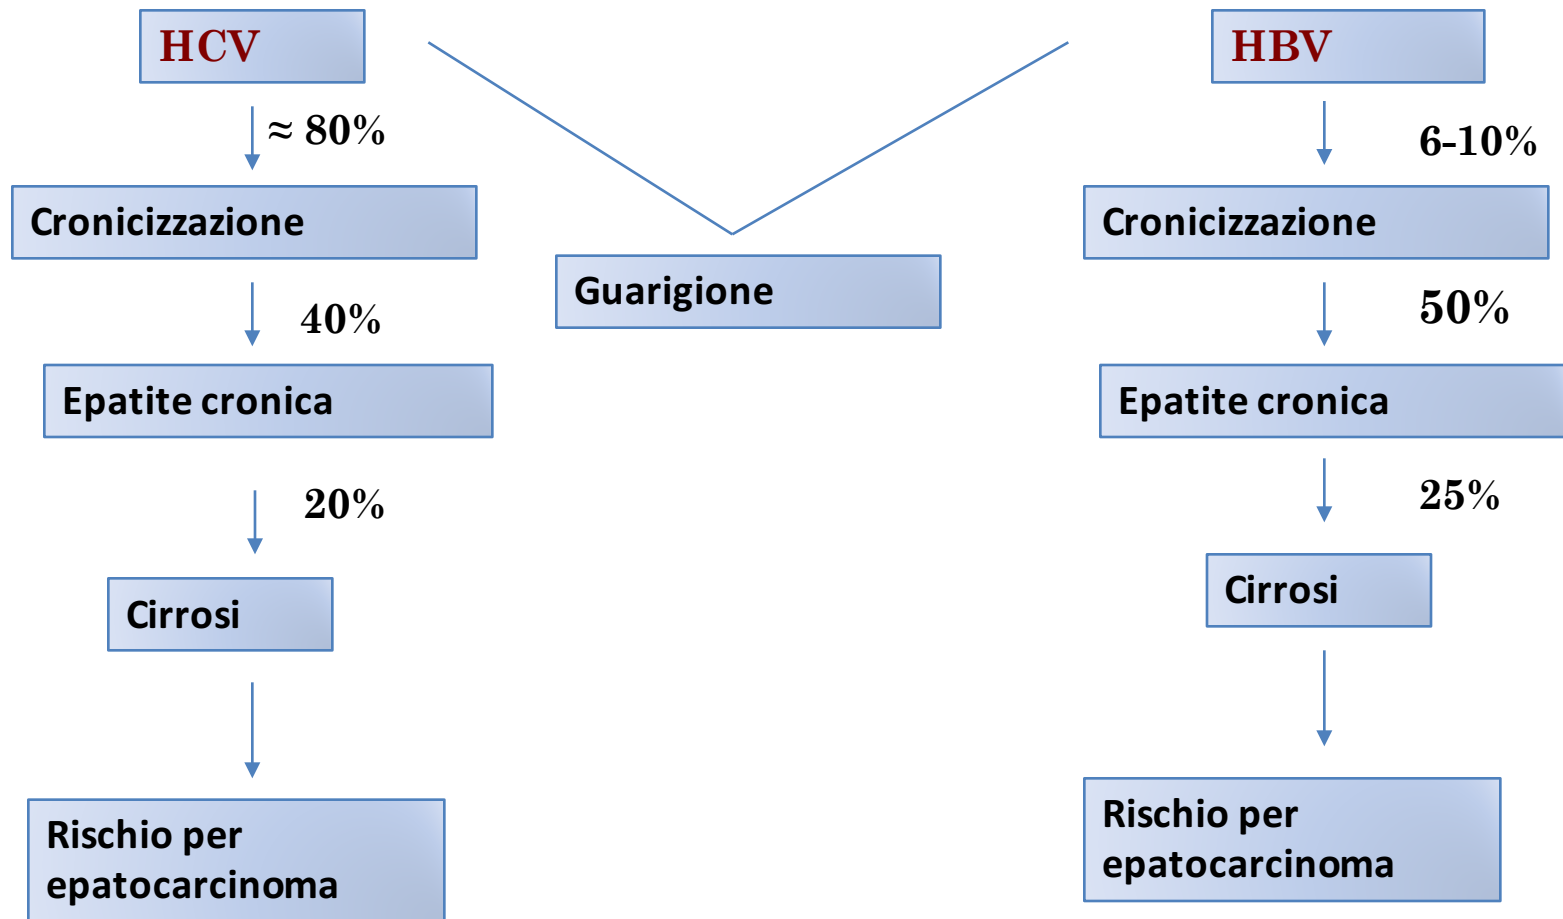 HCV
≈ 80%
Cronicizzazione
40%
Epatite cronica
20%
Cirrosi
Rischio per
epatocarcinoma
Guarigione
HBV
6-10%
Cronicizzazione
50%
Epatite cronica
25%
Cirrosi
Rischio per
epatocarcinoma